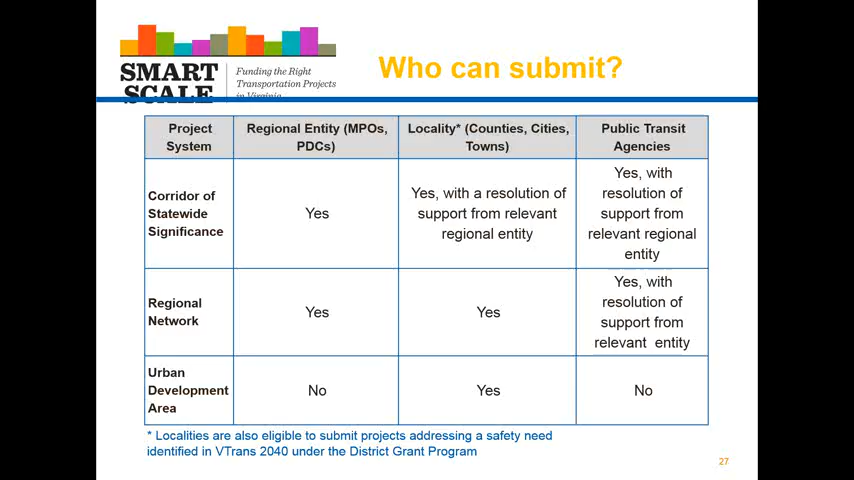 SMART
SCALE
Funding the Right
Transportation Projects
in Virginia
Who can submit?
Project
System
Regional Entity (MPOs,
PDCs)
Locality* (Counties, Cities,
Towns)
Public Transit
Agencies
Corridor of
Statewide
Significance
Yes
Yes, with a resolution of
support from relevant
regional entity
Yes, with
resolution of
support from
relevant regional
entity
Regional
Network
Yes
Yes
Yes, with
resolution of
support from
relevant entity
Urban
Development
Area
No
Yes
No
* Localities are also eligible to submit projects addressing a safety need
identified in VTrans 2040 under the District Grant Program
27